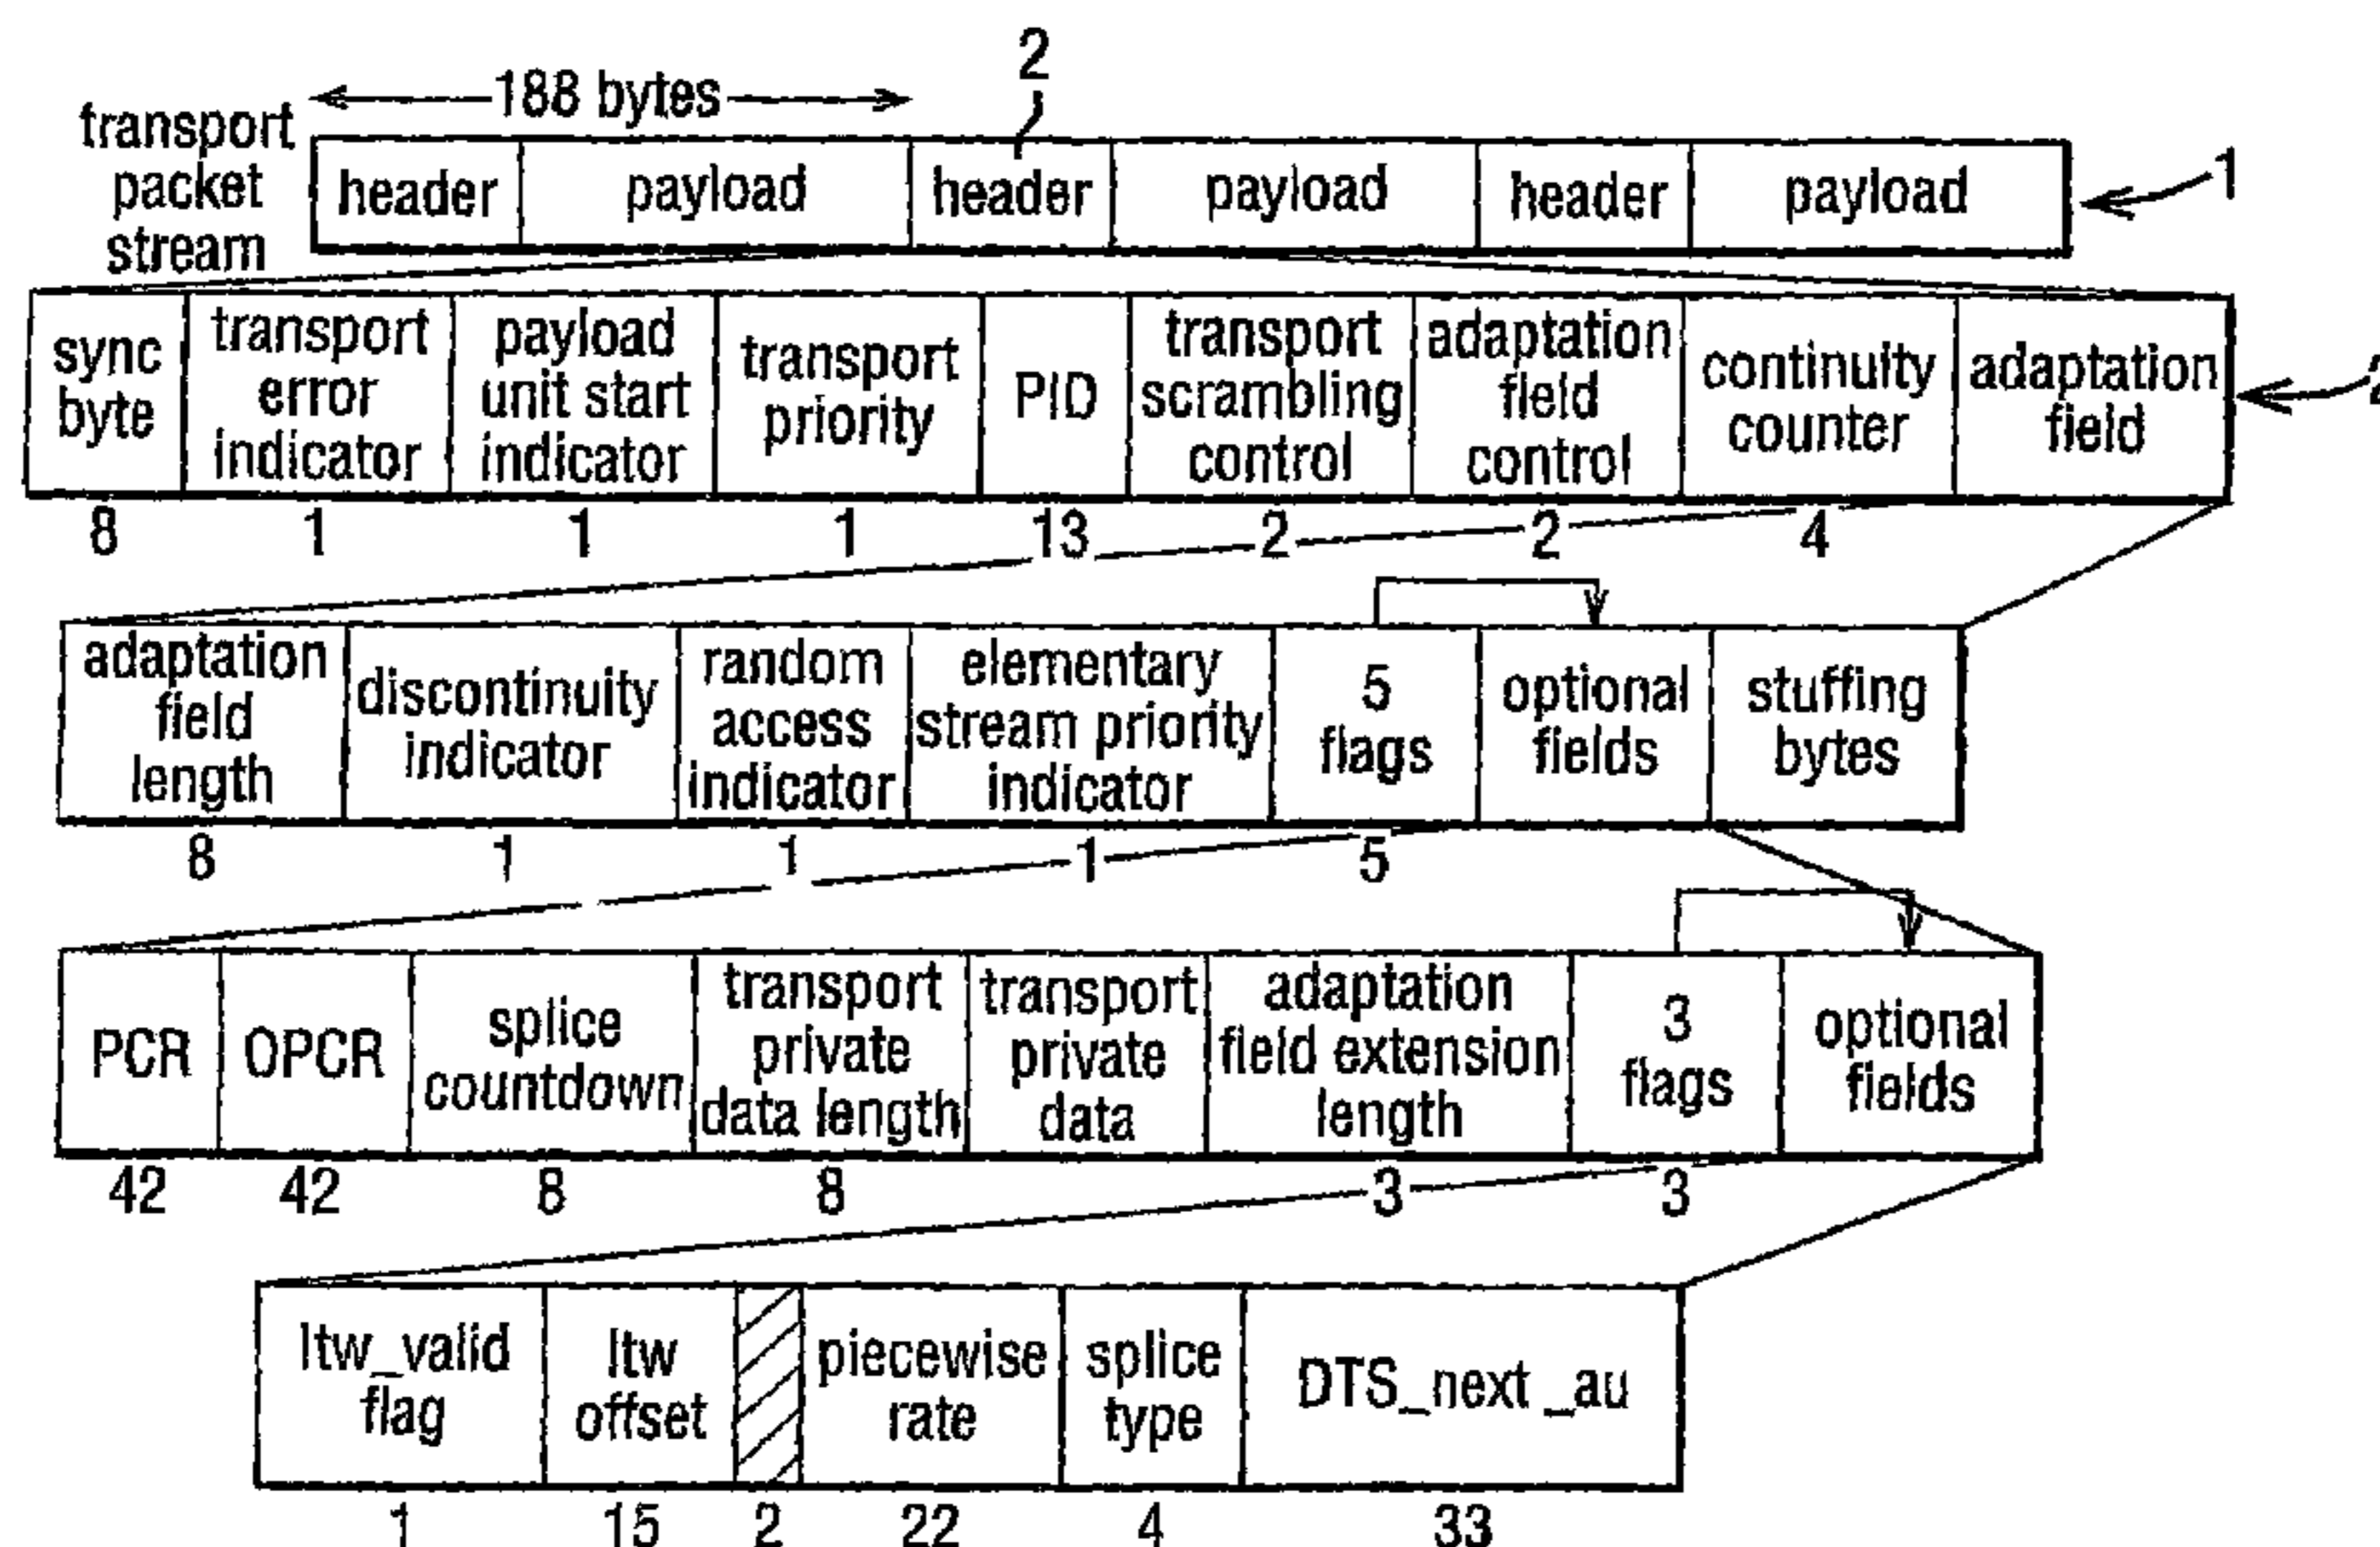 2
188 bytes
transport
packet
stream
header
payload
header
payload
header
payload
1
sync
byte
transport
error
indicator
payload
unit start
indicator
transport
priority
PID
transport
scrambling
control
adaptation
field
control
continuity
counter
adaptation
field
2
8
1
1
1
13
2
2
4
adaptation
field
length
discontinuity
indicator
random
access
indicator
elementary
stream priority
indicator
5
flags
optional
fields
stuffing
bytes
8
1
1
1
5
PCR
OPCR
splice
countdown
transport
private
data length
transport
private
data
adaptation
field extension
length
3
flags
optional
fields
42
42
8
8
3
3
ltw_valid
flag
ltw
offset
piecewise
rate
splice
type
DTS_next _au
1
15
2
22
4
33